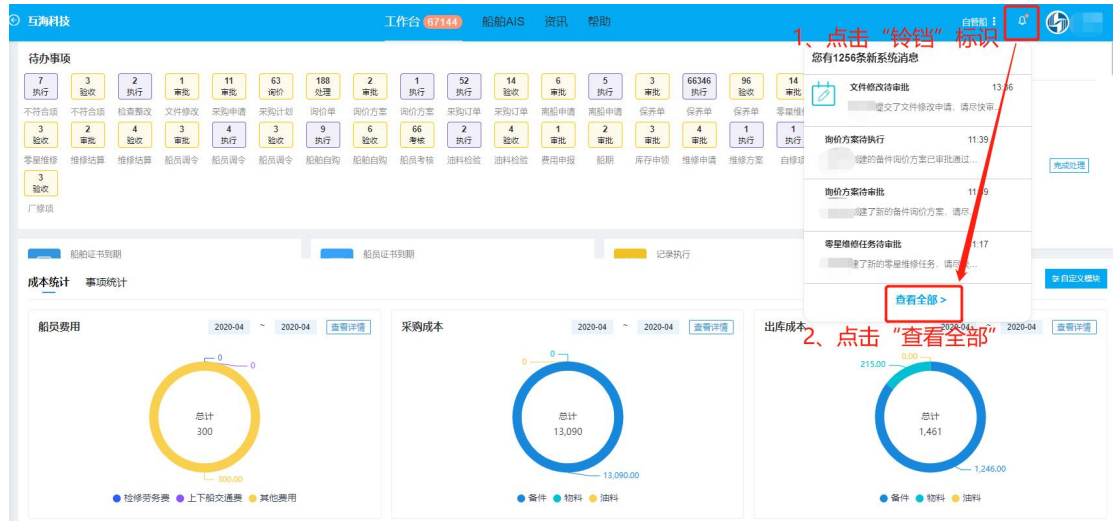 互海科技
工作台 67144 船舶AIS 资讯 帮助
自管船
1、点击“铃铛”标识
待办事项
7 3 2 1 11 63 188 2 1 52 14 6 5 3 66346 96 14
执行 验收 执行 审批 审批 询价 处理 审批 执行 执行 验收 审批 执行 审批 执行 验收 审批
不符合项 不符合项 检查整改 文件修改 采购申请 采购计划 询价单 询价方案 询价方案 采购订单 采购订单 离船申请 离船申请 保养单 保养单 保养单 零星维
3 2 4 3 4 3 9 6 66 2 4 1 2 3 4 1 1
验收 审批 验收 审批 执行 验收 执行 验收 考核 执行 验收 审批 审批 审批 审批 执行 执行
零星维修 维修结算 维修结算 船员调令 船员调令 船员调令 船舶自购 船舶自购 船员考核 油料检验 油料检验 费用申报 船期 库存申领 维修申请 维修方案 自修项
3
验收
厂修项
您有1256条新系统消息
文件修改待审批 13:56
提交了文件修改申请，请尽快审...
询价方案待执行 11:39
创建的备件询价方案已审批通过...
询价方案待审批
建了新的备件询价方案，请尽...
零星维修任务待审批
建了新的零星维修任务，请尽
查看全部 >
2、点击“查看全部”
完成处理
船舶证书到期 船员证书到期 记录执行
成本统计 事项统计
自定义模块
船员费用 2020-04 ~ 2020-04 查看详情
0
0
总计
300
300.00
检修劳务费 上下船交通费 其他费用
采购成本 2020-04 ~ 2020-04 查看详情
0
0
总计
13,090
13,090.00
备件 物料 油料
出库成本 2020-04 ~ 2020-04 查看详情
0.00
215.00
总计
1,461
1,246.00
备件 物料 油料